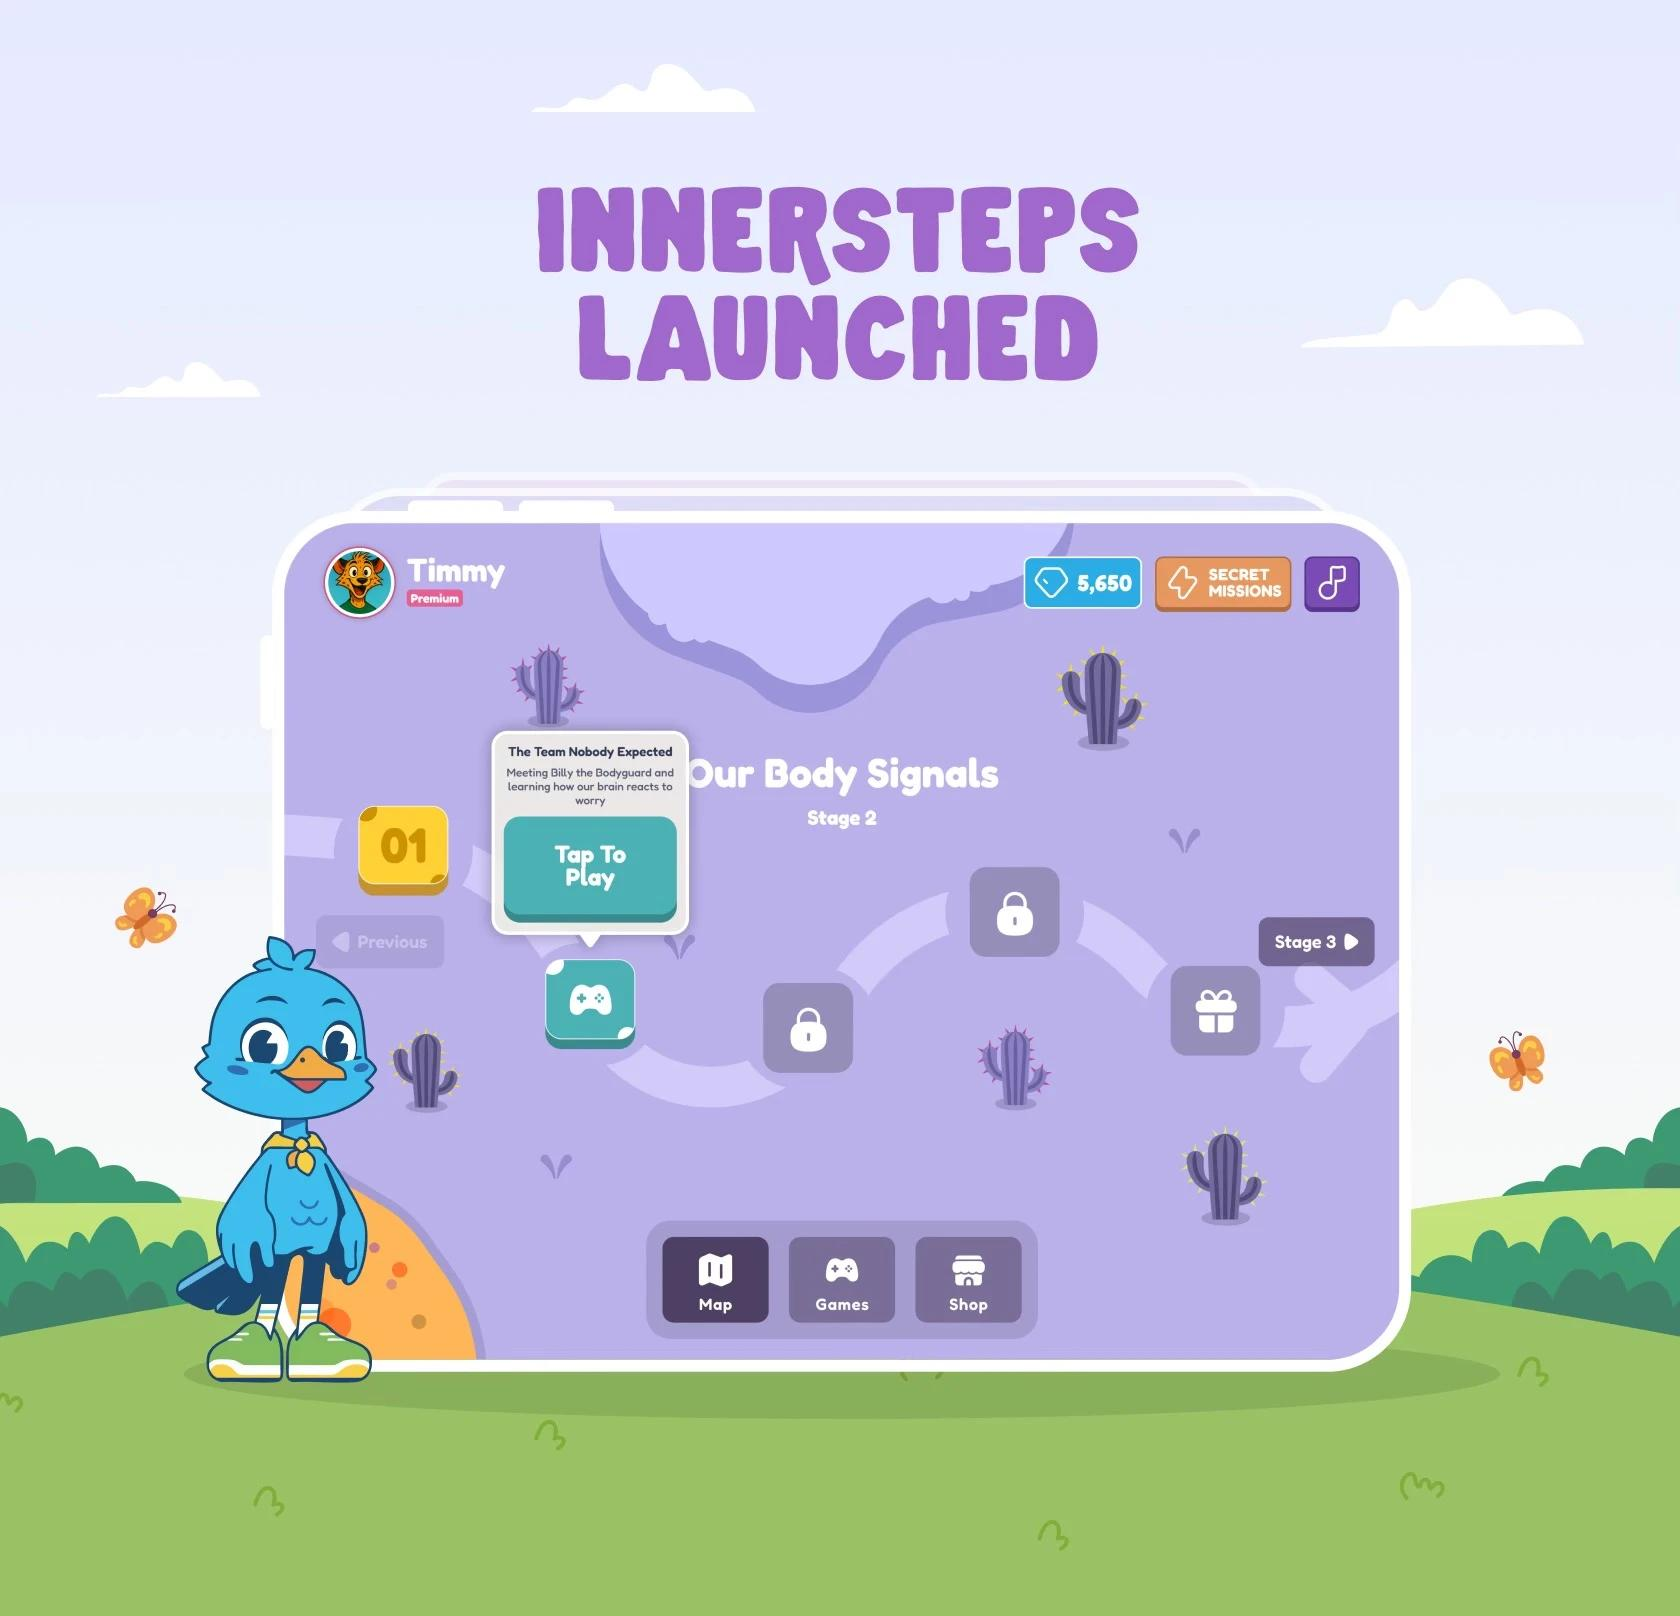 INNERSTEPS
LAUNCHED
Timmy
Premium
5,650
SECRET
MISSIONS
The Team Nobody Expected
Meeting Billy the Bodyguard and
learning how our brain reacts to
worry
Tap To
Play
Our Body Signals
Stage 2
01
Previous
Stage 3
Map
Games
Shop